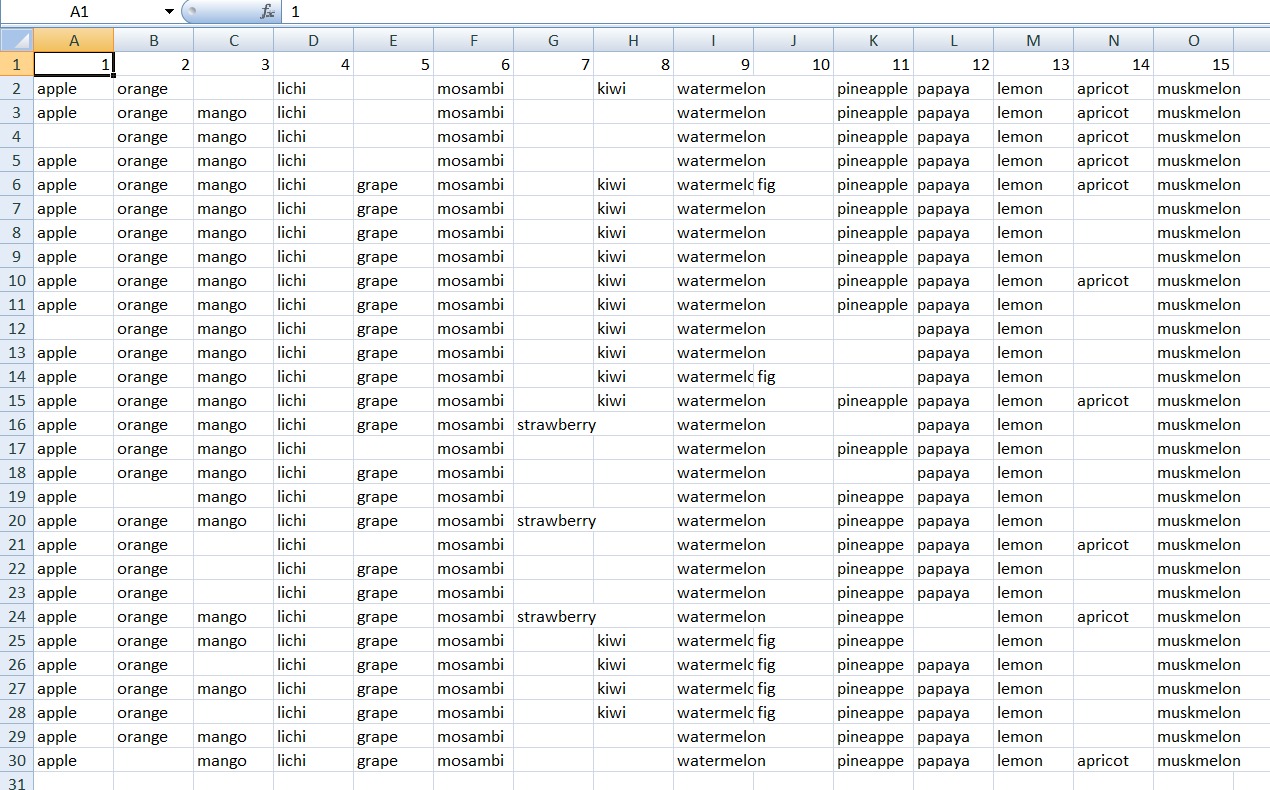 A1 fx 1
A B C D E F G H I J K L M N O
1 1 2 3 4 5 6 7 8 9 10 11 12 13 14 15
2 apple orange lichi mosambi kiwi watermelon pineapple papaya lemon apricot muskmelon
3 apple orange mango lichi mosambi watermelon pineapple papaya lemon apricot muskmelon
4 orange mango lichi mosambi watermelon pineapple papaya lemon apricot muskmelon
5 apple orange mango lichi mosambi watermelon pineapple papaya lemon apricot muskmelon
6 apple orange mango lichi grape mosambi kiwi watermelo fig pineapple papaya lemon apricot muskmelon
7 apple orange mango lichi grape mosambi kiwi watermelon pineapple papaya lemon muskmelon
8 apple orange mango lichi grape mosambi kiwi watermelon pineapple papaya lemon muskmelon
9 apple orange mango lichi grape mosambi kiwi watermelon pineapple papaya lemon muskmelon
10 apple orange mango lichi grape mosambi kiwi watermelon pineapple papaya lemon apricot muskmelon
11 apple orange mango lichi grape mosambi kiwi watermelon pineapple papaya lemon muskmelon
12 orange mango lichi grape mosambi kiwi watermelon papaya lemon muskmelon
13 apple orange mango lichi grape mosambi kiwi watermelon papaya lemon muskmelon
14 apple orange mango lichi grape mosambi kiwi watermelo fig papaya lemon muskmelon
15 apple orange mango lichi grape mosambi kiwi watermelon pineapple papaya lemon apricot muskmelon
16 apple orange mango lichi grape mosambi strawberry watermelon papaya lemon muskmelon
17 apple orange mango lichi mosambi watermelon pineapple papaya lemon muskmelon
18 apple orange mango lichi grape mosambi watermelon papaya lemon muskmelon
19 apple mango lichi grape mosambi watermelon pineappe papaya lemon muskmelon
20 apple orange mango lichi grape mosambi strawberry watermelon pineappe papaya lemon muskmelon
21 apple orange lichi mosambi watermelon pineappe papaya lemon apricot muskmelon
22 apple orange lichi grape mosambi watermelon pineappe papaya lemon muskmelon
23 apple orange lichi grape mosambi watermelon pineappe papaya lemon muskmelon
24 apple orange mango lichi grape mosambi strawberry watermelon pineappe lemon apricot muskmelon
25 apple orange mango lichi grape mosambi kiwi watermelo fig pineappe lemon muskmelon
26 apple orange lichi grape mosambi kiwi watermelo fig pineappe papaya lemon muskmelon
27 apple orange mango lichi grape mosambi kiwi watermelo fig pineappe papaya lemon muskmelon
28 apple orange lichi grape mosambi kiwi watermelo fig pineappe papaya lemon muskmelon
29 apple orange mango lichi grape mosambi watermelon pineappe papaya lemon muskmelon
30 apple mango lichi grape mosambi watermelon pineappe papaya lemon apricot muskmelon
31